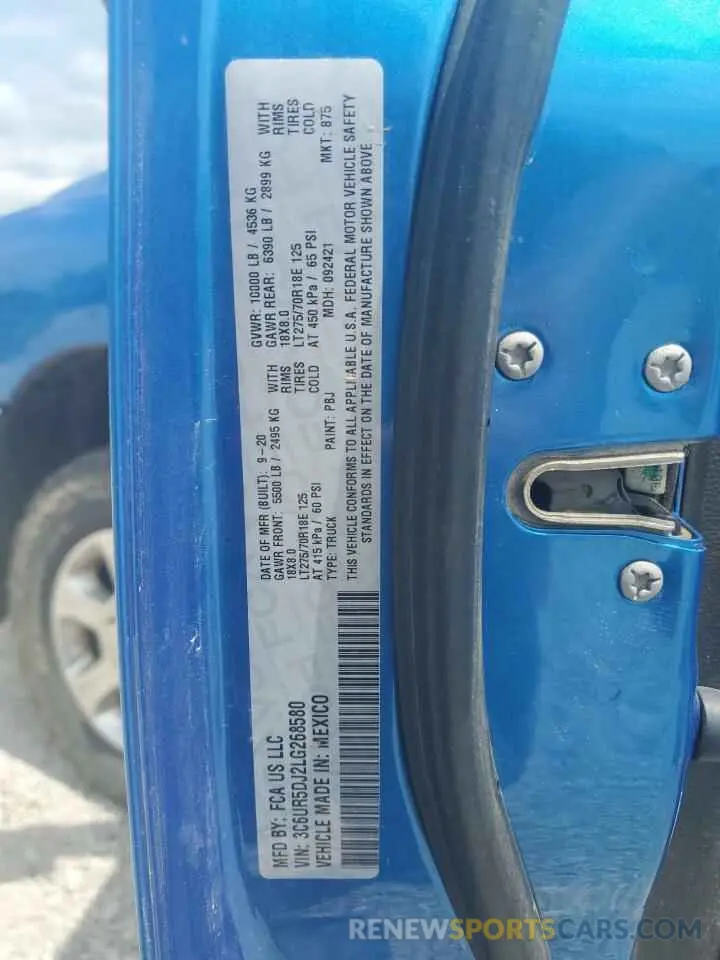 MFD BY: FCA US LLC
DATE OF MFR (BUILT): 9-20
GVWR: 10000 LB / 4536 KG
GAWR FRONT: 5500 LB / 2495 KG
WITH
GAWR REAR: 6390 LB / 2899 KG
WITH
18X8.0
RIMS
18X8.0
RIMS
LT275/70R18E 125
TIRES
LT275/70R18E 125
TIRES
AT 415 kPa / 60 PSI
COLD
AT 450 kPa / 65 PSI
COLD
VIN: 3C6UR5DJ2LG268580
TYPE: TRUCK
PAINT: PBJ
MDH: 092421
MKT: 875
VEHICLE MADE IN: MEXICO
THIS VEHICLE CONFORMS TO ALL APPLICABLE U.S.A. FEDERAL MOTOR VEHICLE SAFETY
STANDARDS IN EFFECT ON THE DATE OF MANUFACTURE SHOWN ABOVE
RENEWSPORTSCARS.COM